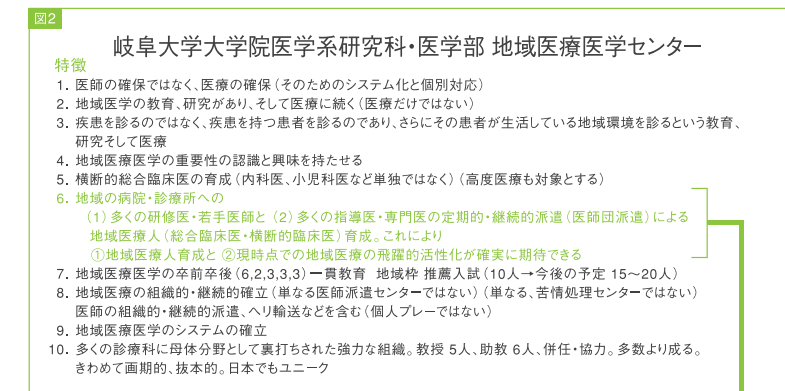 図2
岐阜大学大学院医学系研究科・医学部 地域医療医学センター
特徴
1. 医師の確保ではなく、医療の確保（そのためのシステム化と個別対応）
2. 地域医学の教育、研究があり、そして医療に続く（医療だけではない）
3. 疾患を診るのではなく、疾患を持つ患者を診るのであり、さらにその患者が生活している地域環境を診るという教育、
研究そして医療
4. 地域医療医学の重要性の認識と興味を持たせる
5. 横断的総合臨床医の育成（内科医、小児科医など単独ではなく）（高度医療も対象とする）
6. 地域の病院・診療所への
（1）多くの研修医・若手医師と（2）多くの指導医・専門医の定期的・継続的派遣（医師団派遣）による
地域医療人（総合臨床医・横断的臨床医）育成。これにより
①地域医療人育成と ②現時点での地域医療の飛躍的活性化が確実に期待できる
7. 地域医療医学の卒前卒後（6,2,3,3,3）一貫教育 地域枠 推薦入試（10人→今後の予定 15〜20人）
8. 地域医療の組織的・継続的確立（単なる医師派遣センターではない）（単なる、苦情処理センターではない）
医師の組織的・継続的派遣、ヘリ輸送などを含む（個人プレーではない）
9. 地域医療医学のシステムの確立
10. 多くの診療科に母体分野として裏打ちされた強力な組織。教授 5人、助教 6人、併任・協力。多数より成る。
きわめて画期的、抜本的。日本でもユニーク